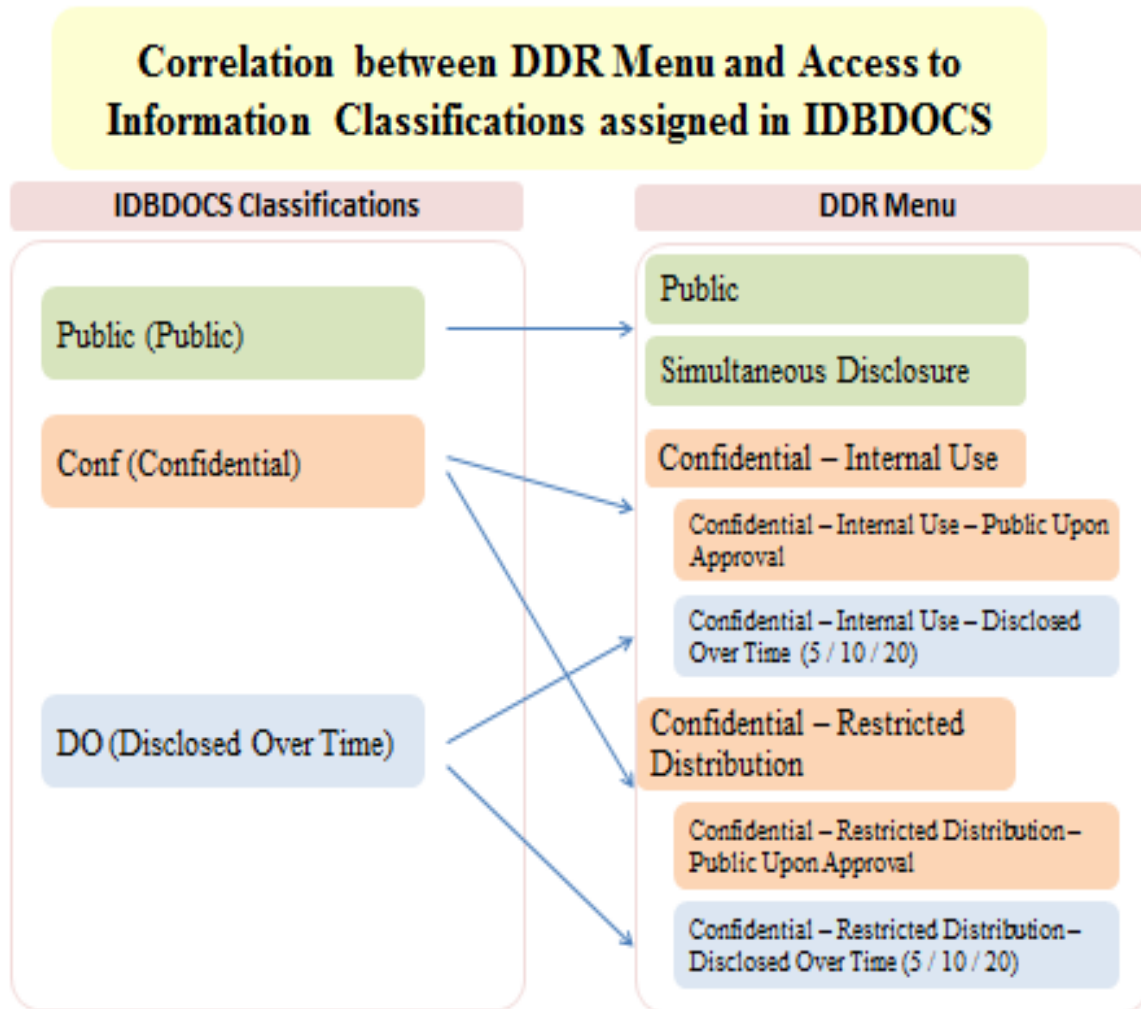 Correlation between DDR Menu and Access to
Information Classifications assigned in IDBDOCS
IDBDOCS Classifications
Public (Public)
Conf (Confidential)
DO (Disclosed Over Time)
DDR Menu
Public
Simultaneous Disclosure
Confidential – Internal Use
Confidential – Internal Use – Public Upon
Approval
Confidential – Internal Use – Disclosed
Over Time (5 / 10 / 20)
Confidential – Restricted
Distribution
Confidential – Restricted Distribution –
Public Upon Approval
Confidential – Restricted Distribution –
Disclosed Over Time (5 / 10 / 20)